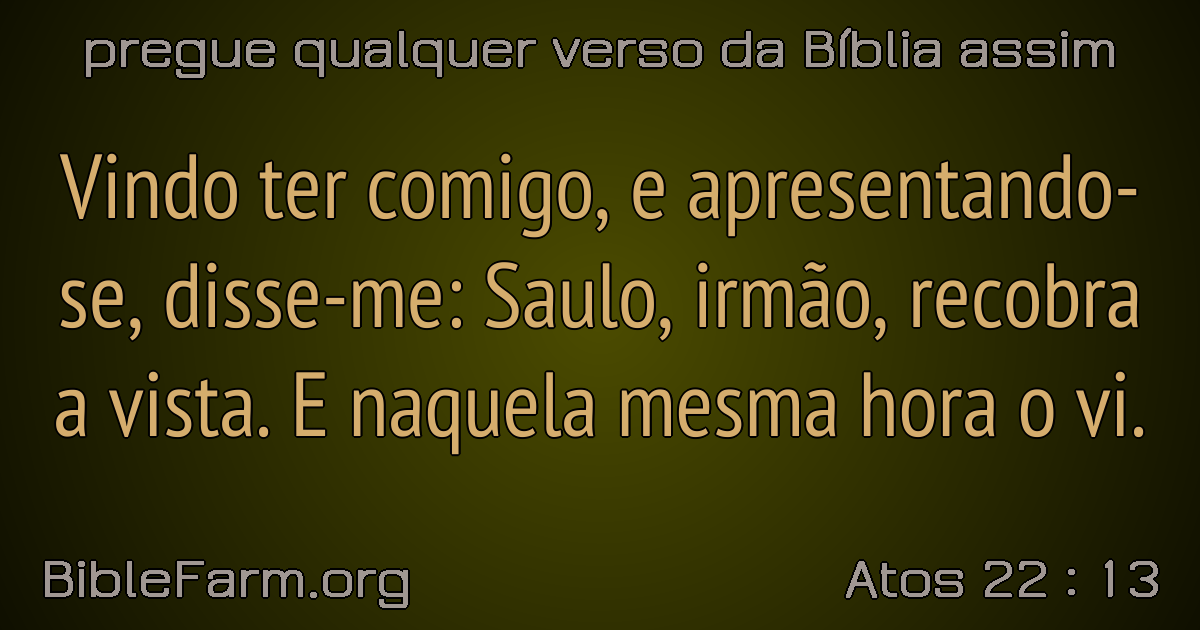 pregue qualquer verso da Bíblia assim
Vindo ter comigo, e apresentando-
se, disse-me: Saulo, irmão, recobra
a vista. E naquela mesma hora o vi.
BibleFarm.org
Atos 22 : 13